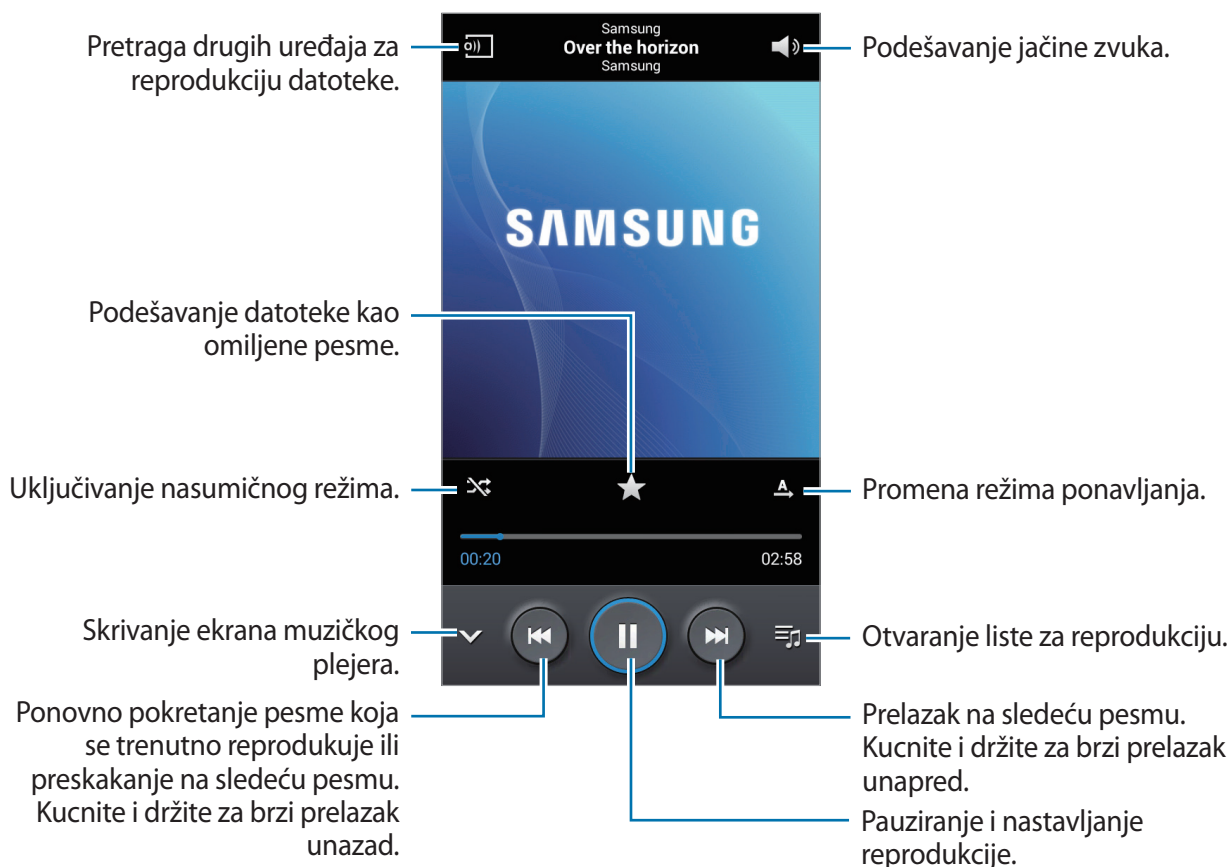 Pretraga drugih uređaja za
reprodukciju datoteke.
Samsung
Over the horizon
Samsung
Podešavanje jačine zvuka.
SAMSUNG
Podešavanje datoteke kao
omiljene pesme.
Uključivanje nasumičnog režima.
A
Promena režima ponavljanja.
00:20
02:58
Skrivanje ekrana muzičkog
plejera.
Otvaranje liste za reprodukciju.
Ponovno pokretanje pesme koja
se trenutno reprodukuje ili
preskakanje na sledeću pesmu.
Kucnite i držite za brzi prelazak
unazad.
Prelazak na sledeću pesmu.
Kucnite i držite za brzi prelazak
unapred.
Pauziranje i nastavljanje
reprodukcije.